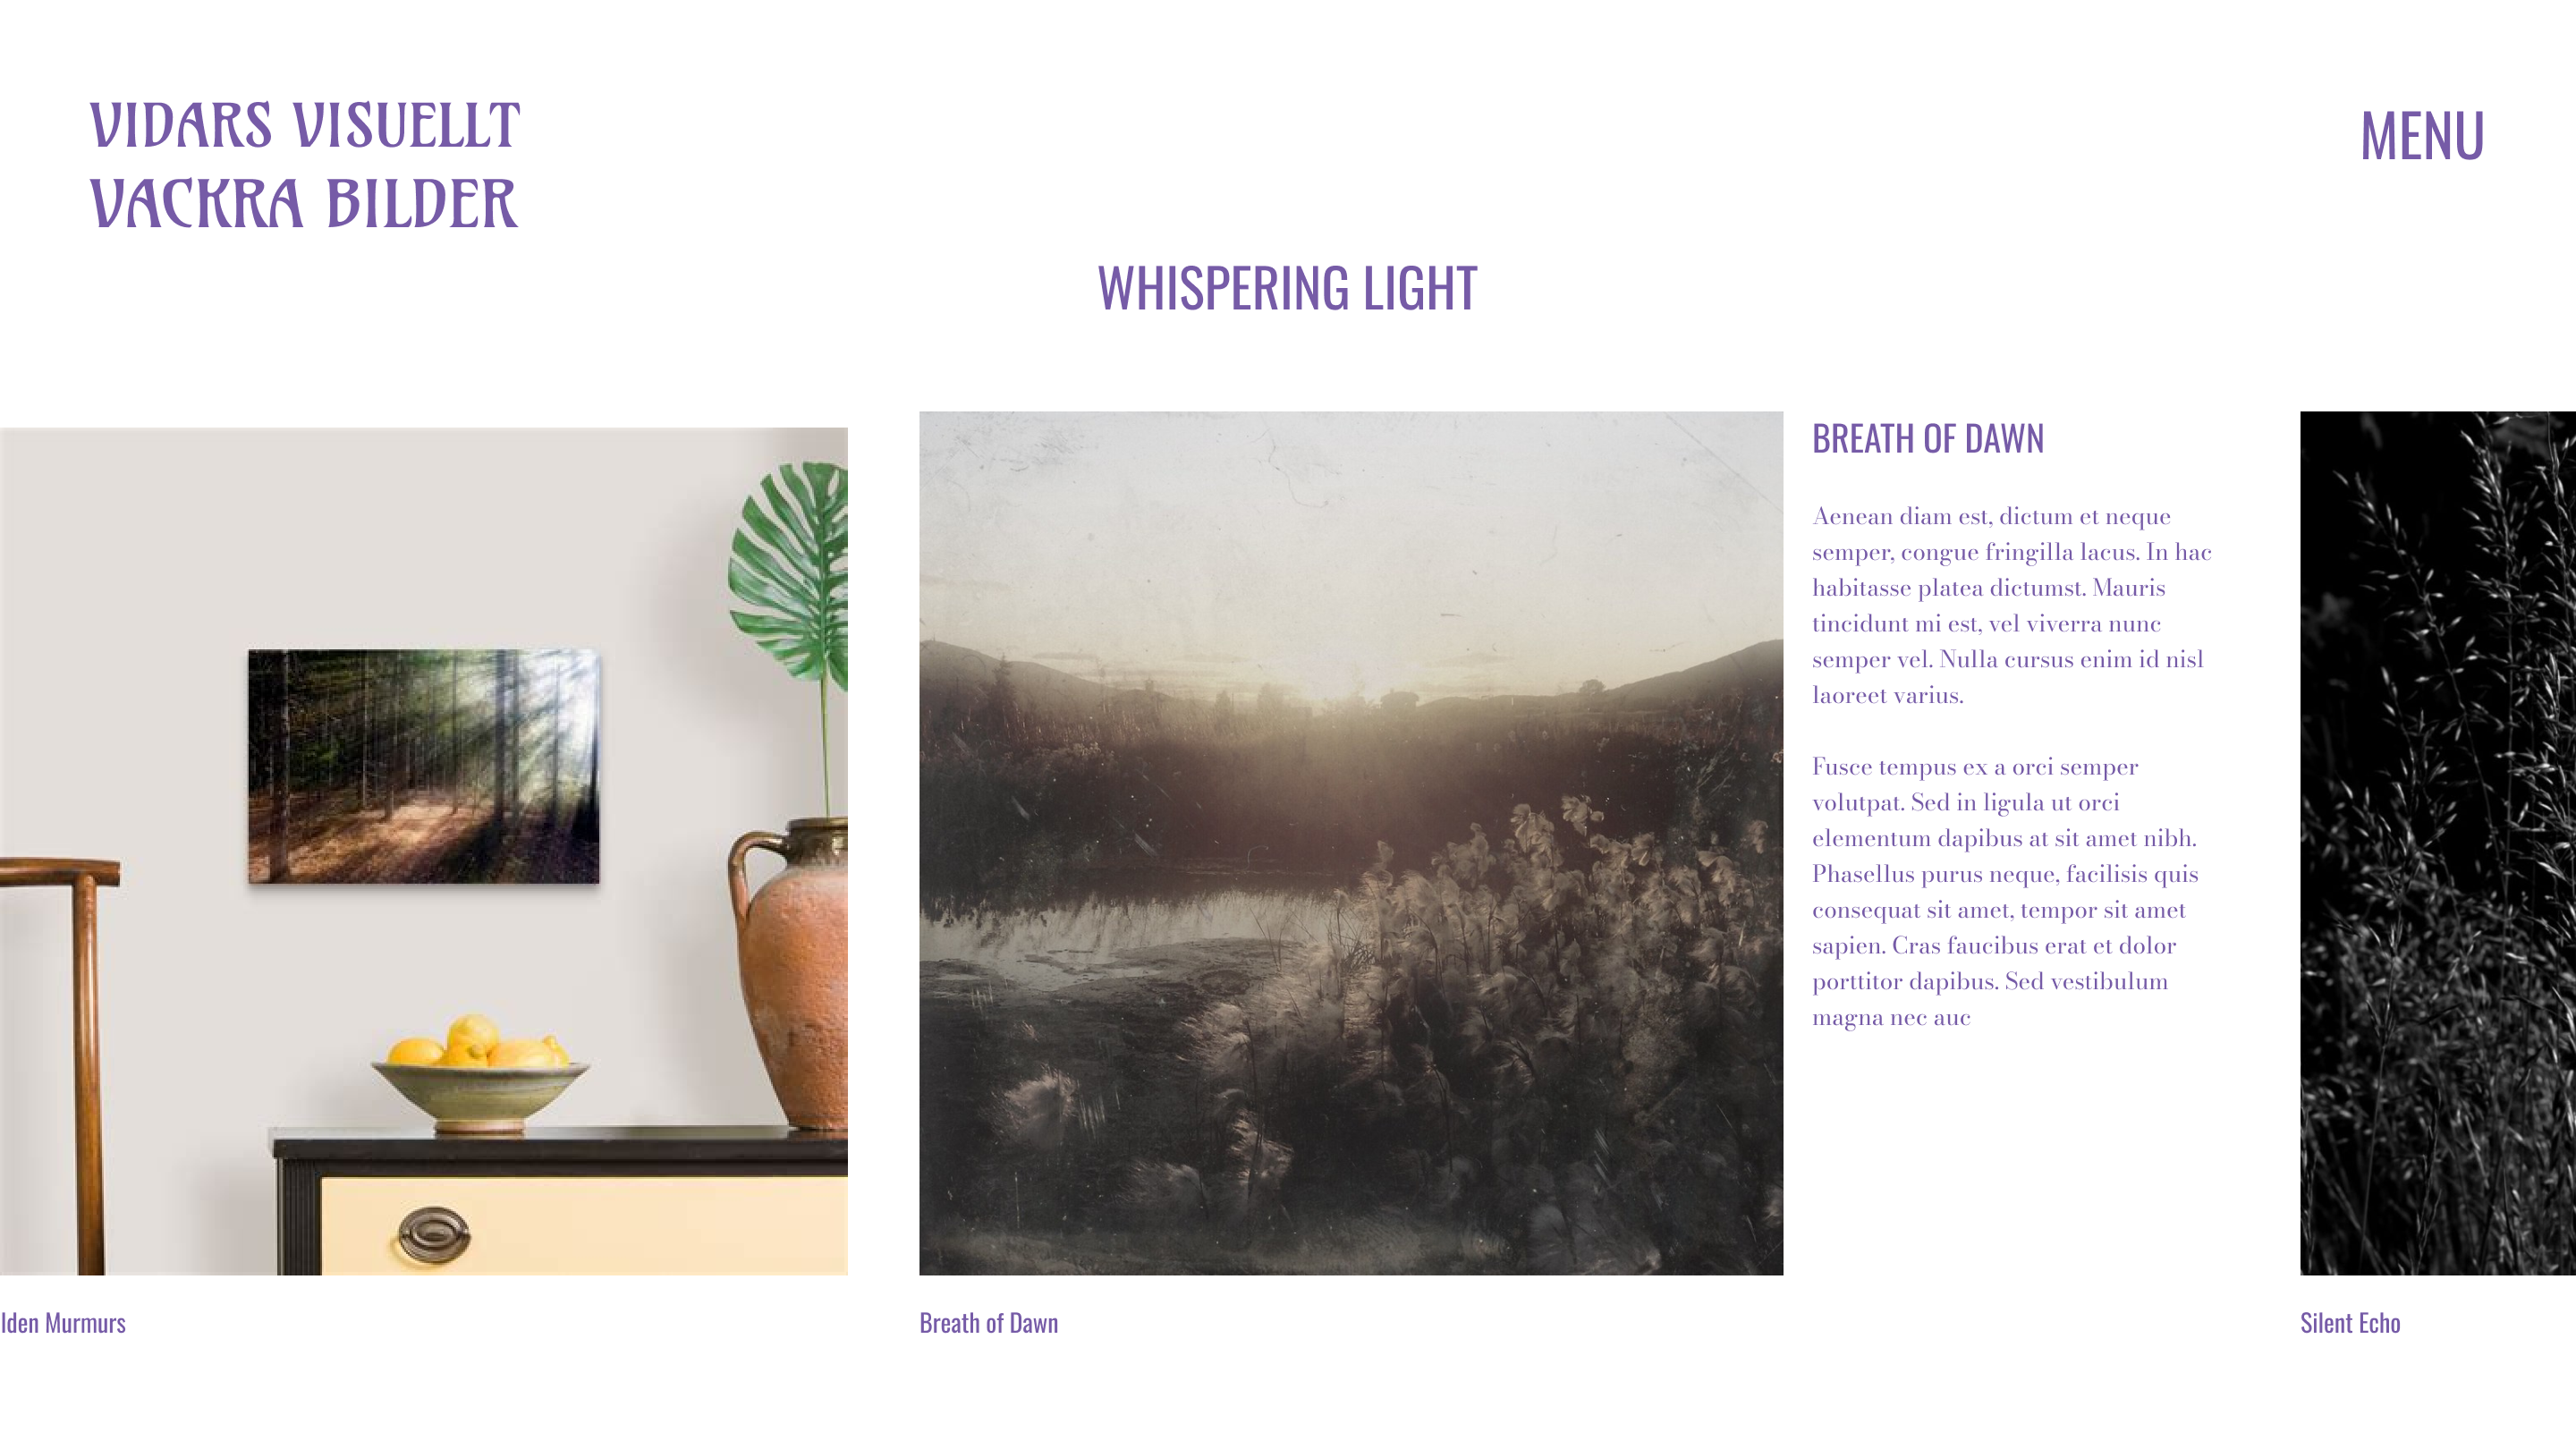 VIDARS VISUELLT
VACKRA BILDER
MENU
WHISPERING LIGHT
BREATH OF DAWN
Aenean diam est, dictum et neque
semper, congue fringilla lacus. In hac
habitasse platea dictumst. Mauris
tincidunt mi est, vel viverra nunc
semper vel. Nulla cursus enim id nisl
laoreet varius.
Fusce tempus ex a orci semper
volutpat. Sed in ligula ut orci
elementum dapibus at sit amet nibh.
Phasellus purus neque, facilisis quis
consequat sit amet, tempor sit amet
sapien. Cras faucibus erat et dolor
porttitor dapibus. Sed vestibulum
magna nec auc
lden Murmurs
Breath of Dawn
Silent Echo